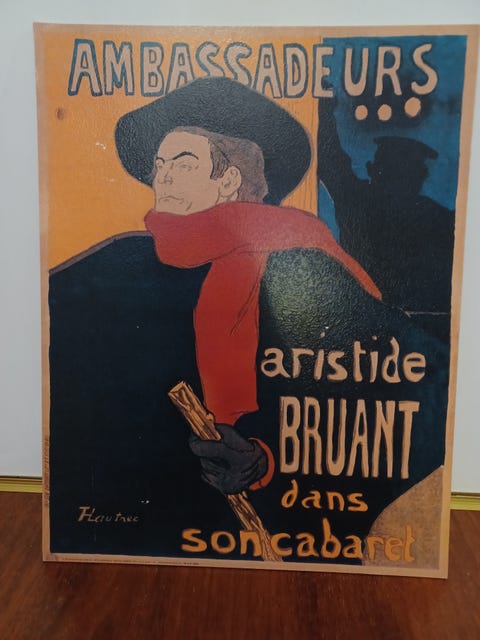 AMBASSADEURS
...
aristide
BRUANT
dans
son cabaret
HLautrec